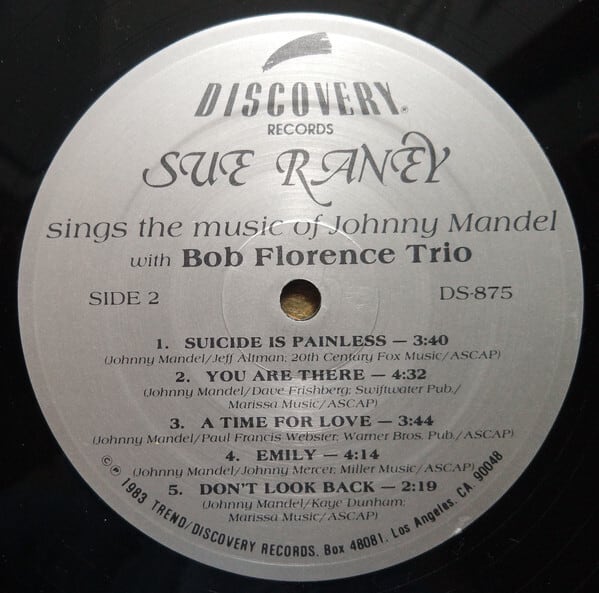 DISCOVERY®
RECORDS
SUE RANEY
sings the music of Johnny Mandel
with Bob Florence Trio
SIDE 2
DS-875
1. SUICIDE IS PAINLESS — 3:40
(Johnny Mandel/Jeff Altman; 20th Century Fox Music/ASCAP)
2. YOU ARE THERE — 4:32
(Johnny Mandel/Dave Frishberg; Swiftwater Pub./
Marissa Music/ASCAP)
3. A TIME FOR LOVE — 3:44
(Johnny Mandel/Paul Francis Webster; Warner Bros. Pub./ASCAP)
4. EMILY — 4:14
(Johnny Mandel/Johnny Mercer; Miller Music/ASCAP)
5. DON'T LOOK BACK — 2:19
(Johnny Mandel/Kaye Dunham;
Marissa Music/ASCAP)
©℗ 1983 TREND/DISCOVERY RECORDS. Box 48081. Los Angeles, CA. 90048